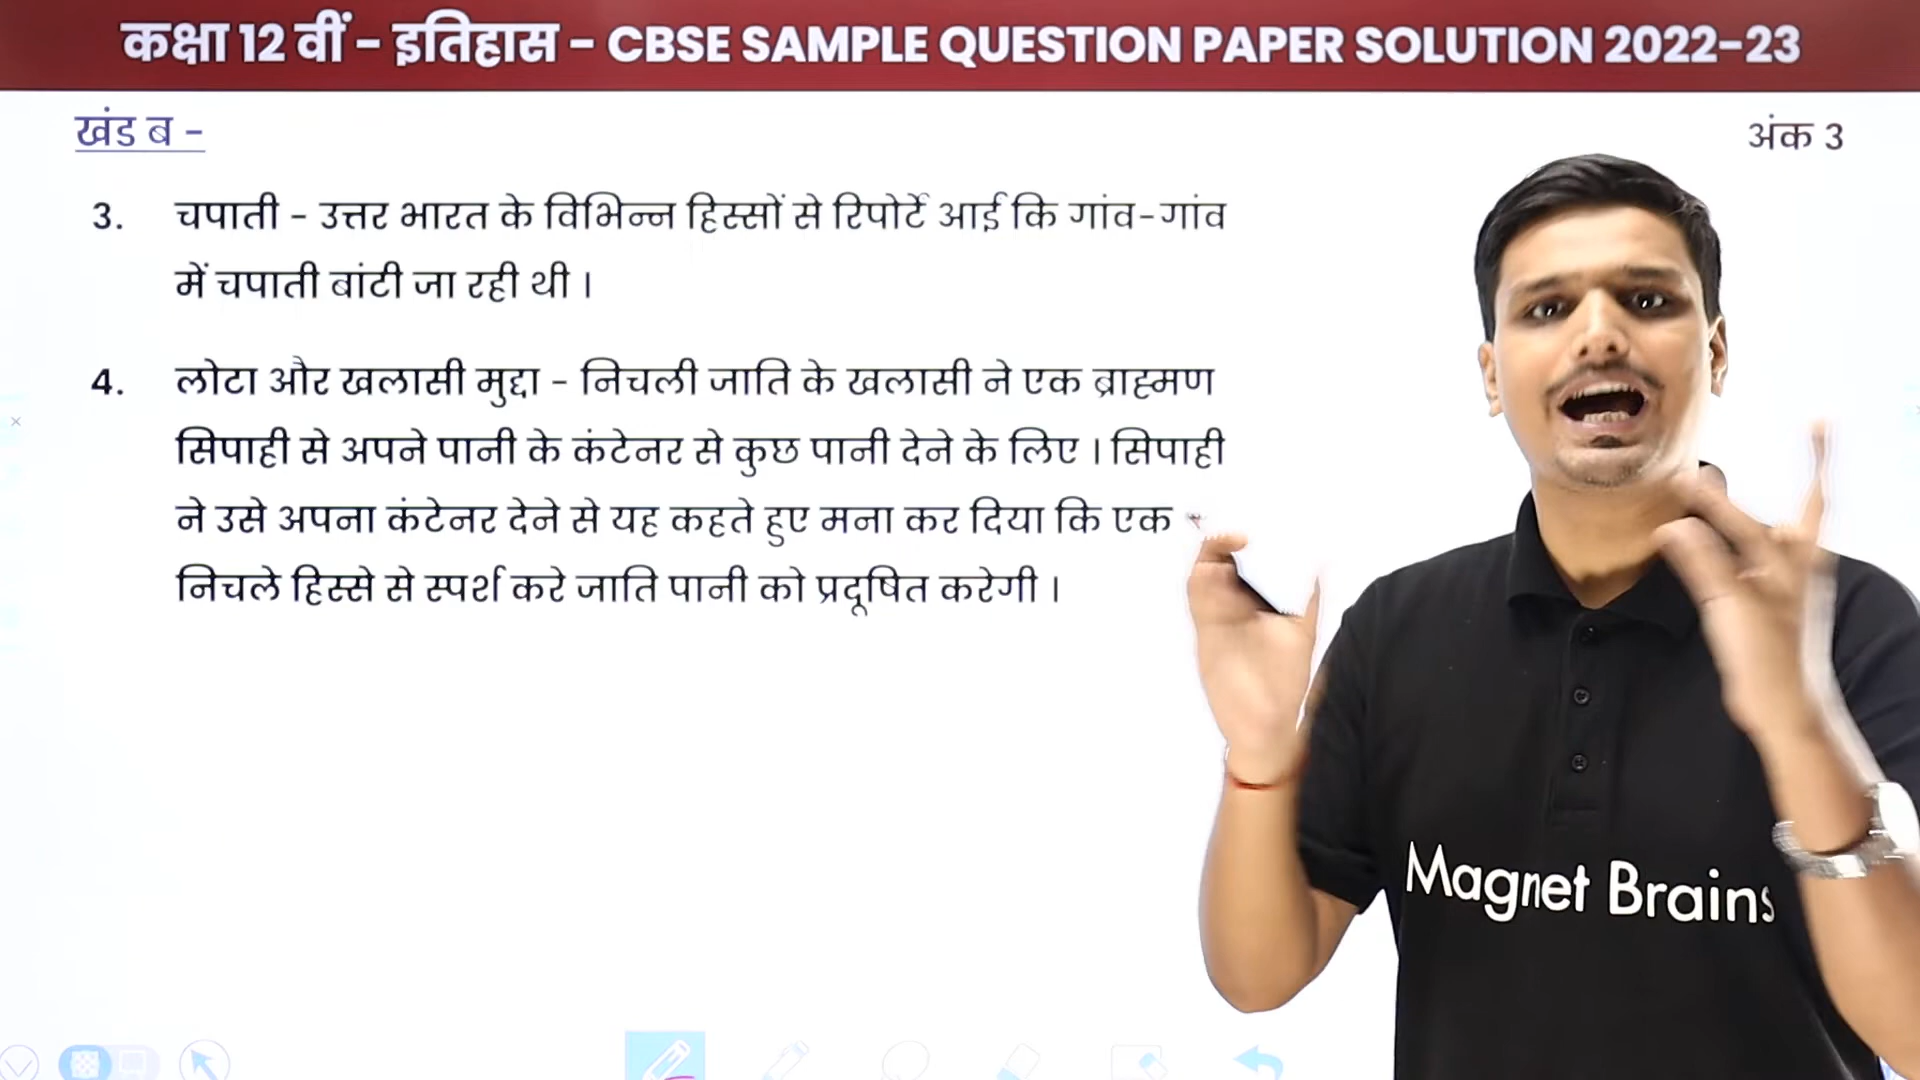 कक्षा 12 वीं - इतिहास - CBSE SAMPLE QUESTION PAPER SOLUTION 2022-23
खंड ब -
अंक 3
3. चपाती - उत्तर भारत के विभिन्न हिस्सों से रिपोर्टें आई कि गांव-गांव
में चपाती बांटी जा रही थी ।
4. लोटा और खलासी मुद्दा - निचली जाति के खलासी ने एक ब्राह्मण
सिपाही से अपने पानी के कंटेनर से कुछ पानी देने के लिए । सिपाही
ने उसे अपना कंटेनर देने से यह कहते हुए मना कर दिया कि एक
निचले हिस्से से स्पर्श करे जाति पानी को प्रदूषित करेगी ।
Magnet Brains